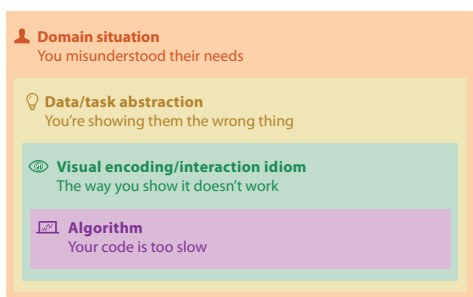 Domain situation
You misunderstood their needs
Data/task abstraction
You're showing them the wrong thing
Visual encoding/interaction idiom
The way you show it doesn't work
Algorithm
Your code is too slow